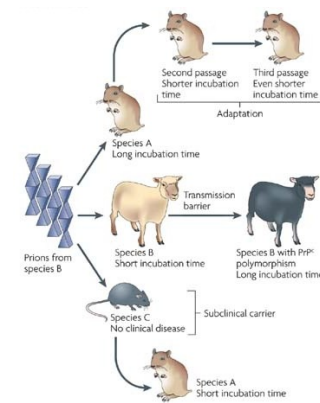 Second passage
Shorter incubation
time
Third passage
Even shorter
incubation time
Adaptation
Species A
Long incubation time
Prions from
species B
Species B
Short incubation time
Transmission
barrier
Species B with PrPᶜ
polymorphism
Long incubation time
Species C
No clinical disease
Subclinical carrier
Species A
Short incubation time